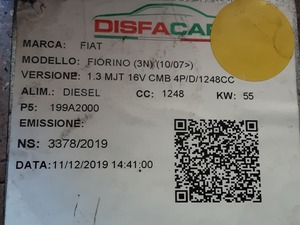 DISFACAR
MARCA: FIAT
MODELLO: FIORINO (3N) (10/07>)
VERSIONE: 1.3 MJT 16V CMB 4P/D/1248CC
ALIM.: DIESEL CC: 1248 KW: 55
P5: 199A2000
EMISSIONE:
NS: 3378/2019
DATA: 11/12/2019 14:41:00